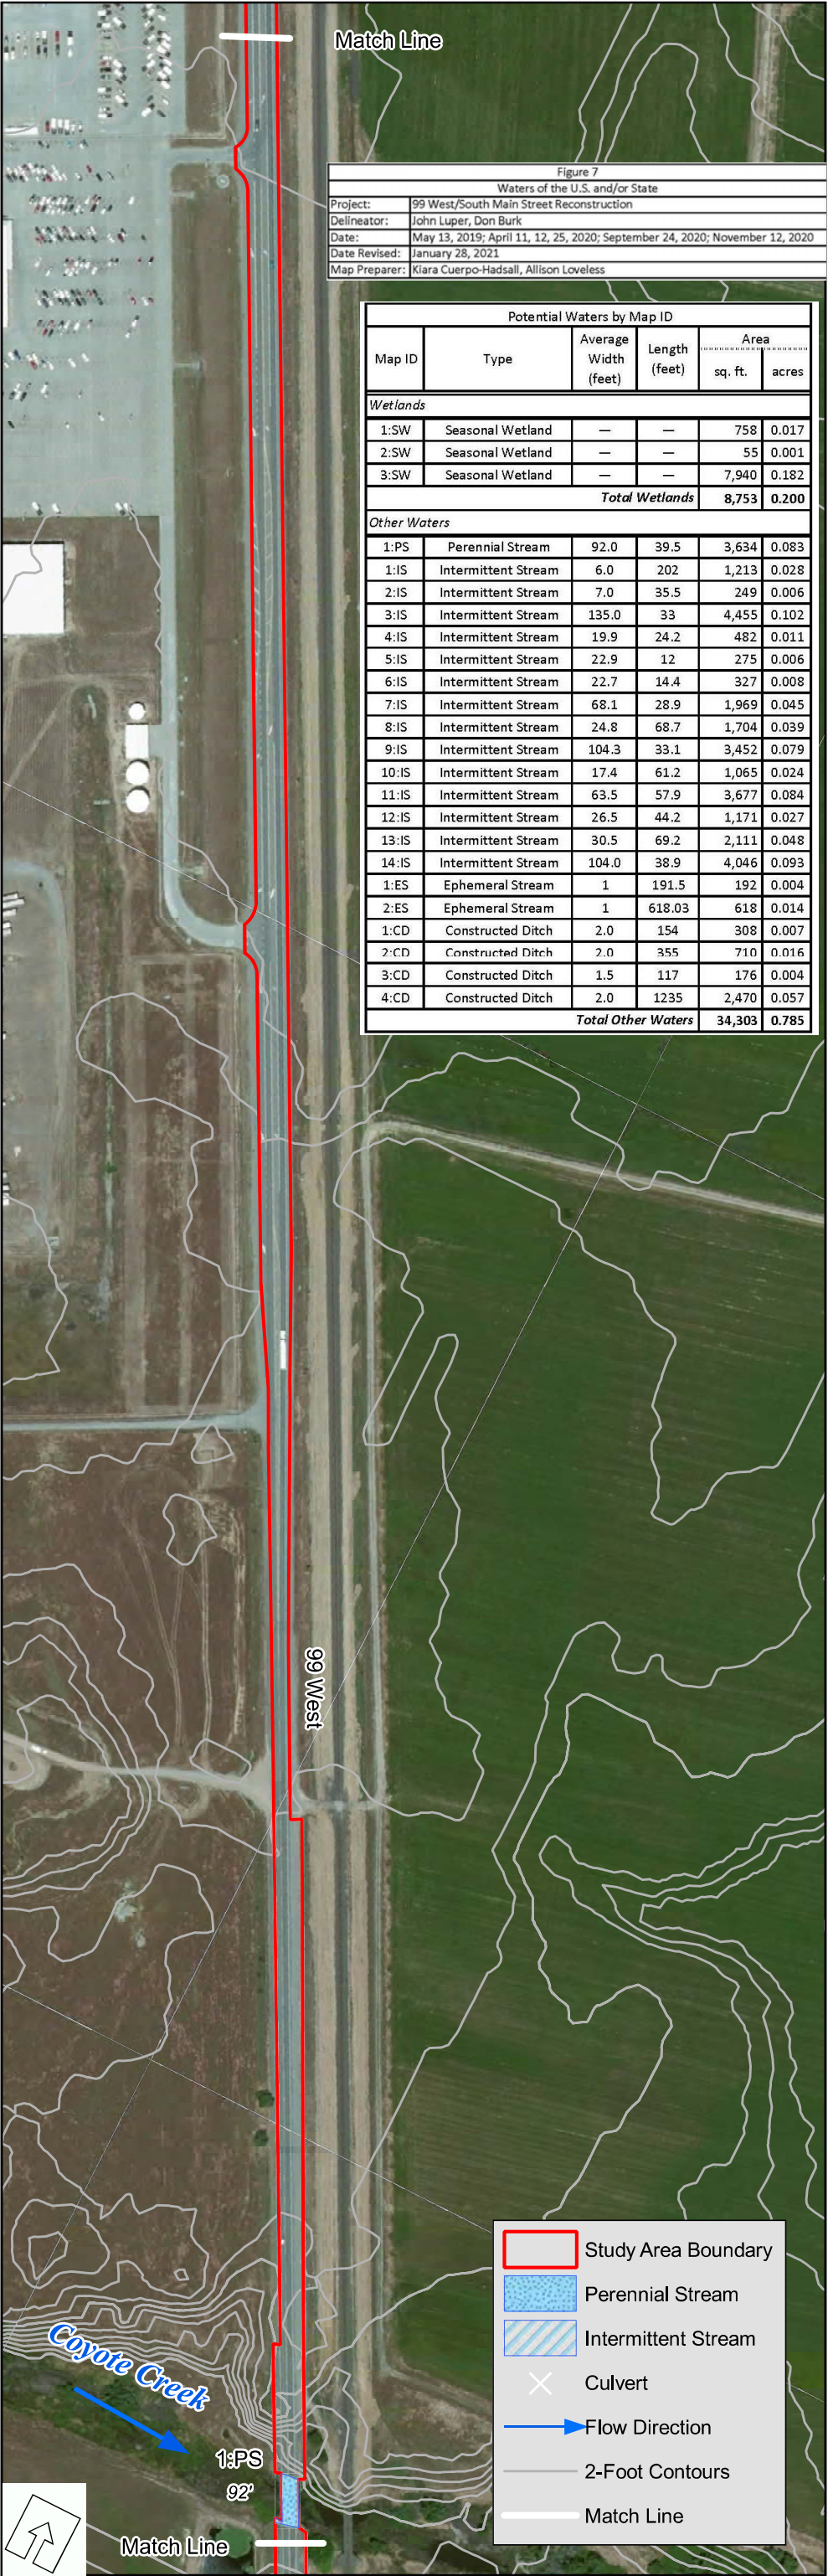 Match Line
Figure 7
Waters of the U.S. and/or State
Project: 99 West/South Main Street Reconstruction
Delineator: John Luper, Don Burk
Date: May 13, 2019; April 11, 12, 25, 2020; September 24, 2020; November 12, 2020
Date Revised: January 28, 2021
Map Preparer: Kiara Cuerpo-Hadsall, Allison Loveless
Potential Waters by Map ID
Map ID Type Average Width (feet) Length (feet) Area sq. ft. acres
Wetlands
1:SW Seasonal Wetland — — 758 0.017
2:SW Seasonal Wetland — — 55 0.001
3:SW Seasonal Wetland — — 7,940 0.182
Total Wetlands 8,753 0.200
Other Waters
1:PS Perennial Stream 92.0 39.5 3,634 0.083
1:IS Intermittent Stream 6.0 202 1,213 0.028
2:IS Intermittent Stream 7.0 35.5 249 0.006
3:IS Intermittent Stream 135.0 33 4,455 0.102
4:IS Intermittent Stream 19.9 24.2 482 0.011
5:IS Intermittent Stream 22.9 12 275 0.006
6:IS Intermittent Stream 22.7 14.4 327 0.008
7:IS Intermittent Stream 68.1 28.9 1,969 0.045
8:IS Intermittent Stream 24.8 68.7 1,704 0.039
9:IS Intermittent Stream 104.3 33.1 3,452 0.079
10:IS Intermittent Stream 17.4 61.2 1,065 0.024
11:IS Intermittent Stream 63.5 57.9 3,677 0.084
12:IS Intermittent Stream 26.5 44.2 1,171 0.027
13:IS Intermittent Stream 30.5 69.2 2,111 0.048
14:IS Intermittent Stream 104.0 38.9 4,046 0.093
1:ES Ephemeral Stream 1 191.5 192 0.004
2:ES Ephemeral Stream 1 618.03 618 0.014
1:CD Constructed Ditch 2.0 154 308 0.007
2:CD Constructed Ditch 2.0 355 710 0.016
3:CD Constructed Ditch 1.5 117 176 0.004
4:CD Constructed Ditch 2.0 1235 2,470 0.057
Total Other Waters 34,303 0.785
99 West
Study Area Boundary
Perennial Stream
Intermittent Stream
Culvert
Flow Direction
2-Foot Contours
Match Line
Coyote Creek
1:PS
92'
Match Line